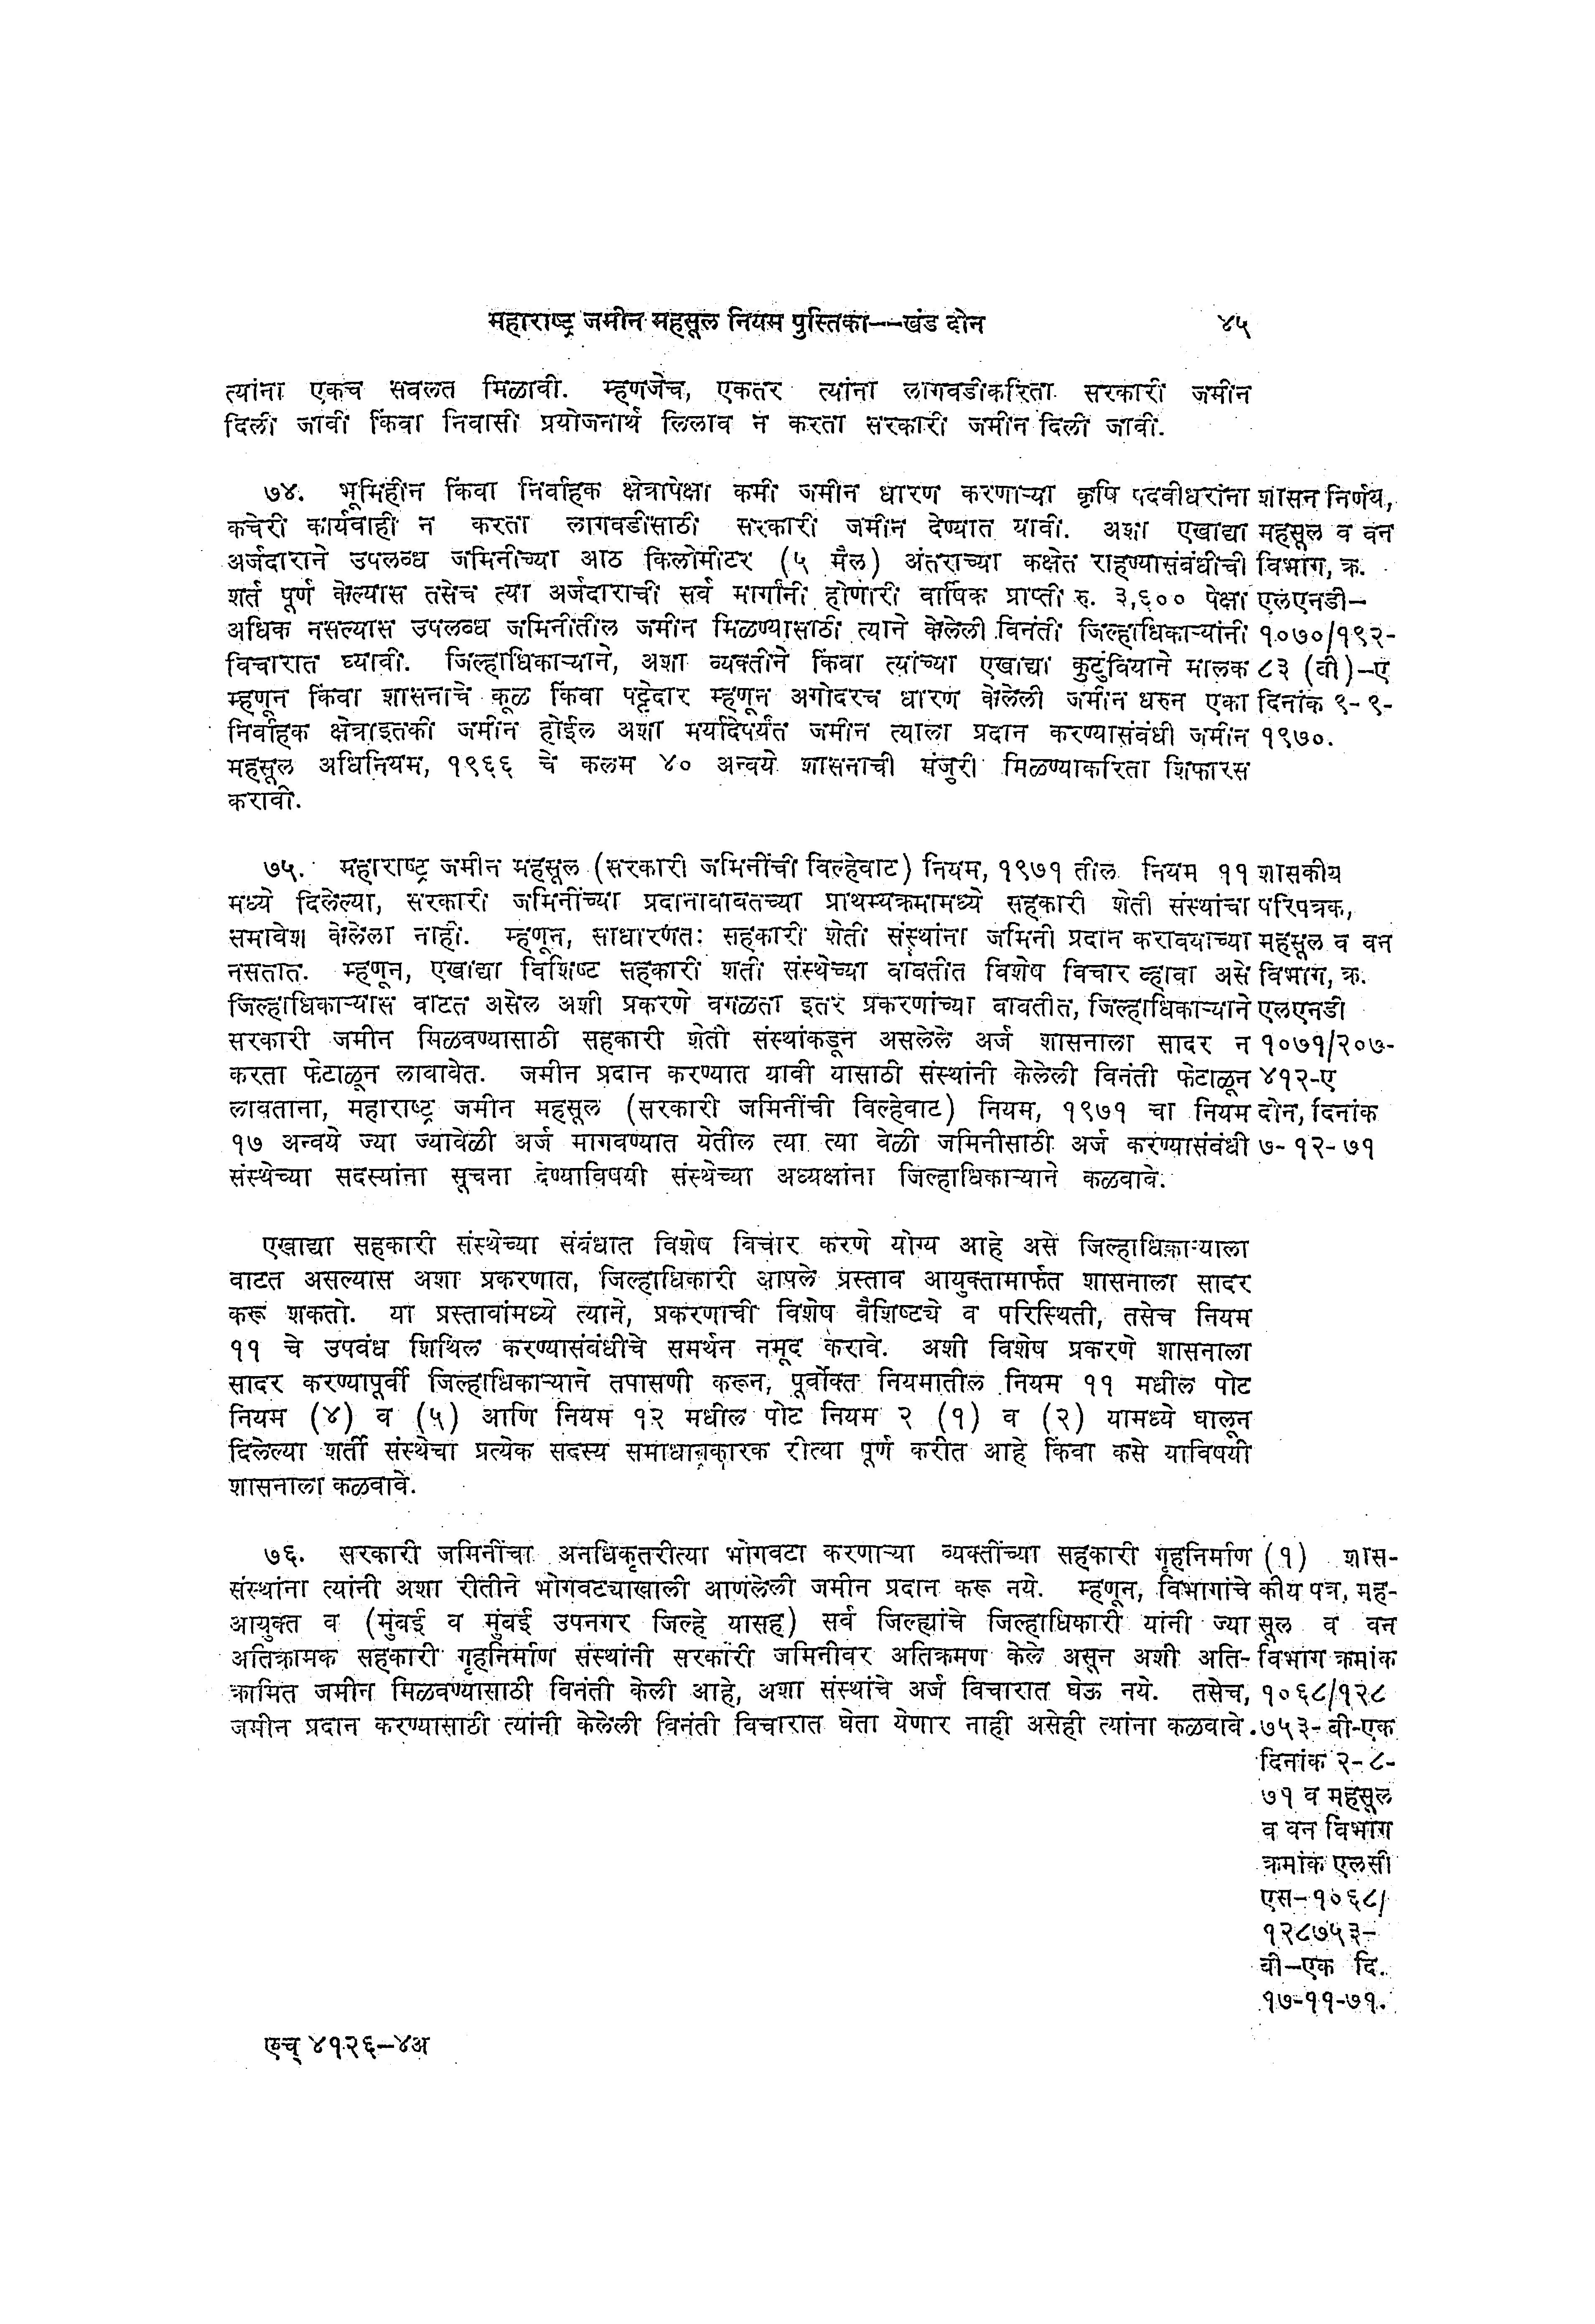 महाराष्ट्र जमीन महसूल नियम पुस्तिका--खंड दोन ४५
त्यांना एकच सवलत मिळावी. म्हणजेच, एकतर त्यांना लागवडीकरिता सरकारी जमीन
दिली जावी किंवा निवासी प्रयोजनार्थ लिलाव न करता सरकारी जमीन दिली जावी.
७४. भूमिहीन किंवा निर्वाहक क्षेत्रापेक्षा कमी जमीन धारण करणाऱ्या कृषि पदवीधरांना
कचेरी कार्यवाही न करता लागवडीसाठी सरकारी जमीन देण्यात यावी. अशा एखाद्या
अर्जदाराने उपलब्ध जमिनीच्या आठ किलोमीटर (५ मैल) अंतराच्या कक्षेत राहण्यासंबंधीची
शर्त पूर्ण केल्यास तसेच त्या अर्जदाराची सर्व मार्गांनी होणारी वार्षिक प्राप्ती रु. ३,६०० पेक्षा
अधिक नसल्यास उपलब्ध जमिनीतील जमीन मिळण्यासाठी त्याने केलेली विनंती जिल्हाधिकाऱ्यांनी
विचारात घ्यावी. जिल्हाधिकाऱ्याने, अशा व्यक्तीने किंवा त्यांच्या एखाद्या कुटुंबियाने मालक
म्हणून किंवा शासनाचे कूळ किंवा पट्टेदार म्हणून अगोदरच धारण केलेली जमीन धरुन एका
निर्वाहक क्षेत्राइतकी जमीन होईल अशा मर्यादेपर्यंत जमीन त्याला प्रदान करण्यासंबंधी जमीन
महसूल अधिनियम, १९६६ चे कलम ४० अन्वये शासनाची मंजुरी मिळण्याकरिता शिफारस
करावी.
शासन निर्णय,
महसूल व वन
विभाग, क्र.
एलएनडी-
१०७०/१९२-
८३ (बी)-ए
दिनांक ९-९-
१९७०.
७५. महाराष्ट्र जमीन महसूल (सरकारी जमिनींची विल्हेवाट) नियम, १९७१ तील नियम ११
मध्ये दिलेल्या, सरकारी जमिनींच्या प्रदानाबाबतच्या प्राथम्यक्रमामध्ये सहकारी शेती संस्थांचा
समावेश केलेला नाही. म्हणून, साधारणतः सहकारी शेती संस्थांना जमिनी प्रदान करावयाच्या
नसतात. म्हणून, एखाद्या विशिष्ट सहकारी शेती संस्थेच्या बाबतीत विशेष विचार व्हावा असे
जिल्हाधिकाऱ्यास वाटत असेल अशी प्रकरणे वगळता इतर प्रकरणांच्या बाबतीत, जिल्हाधिकाऱ्याने
सरकारी जमीन मिळवण्यासाठी सहकारी शेती संस्थांकडून असलेले अर्ज शासनाला सादर न
करता फेटाळून लावावेत. जमीन प्रदान करण्यात यावी यासाठी संस्थांनी केलेली विनंती फेटाळून
लावताना, महाराष्ट्र जमीन महसूल (सरकारी जमिनींची विल्हेवाट) नियम, १९७१ चा नियम
१७ अन्वये ज्या ज्यावेळी अर्ज मागवण्यात येतील त्या त्या वेळी जमिनीसाठी अर्ज करण्यासंबंधी
संस्थेच्या सदस्यांना सूचना देण्याविषयी संस्थेच्या अध्यक्षांना जिल्हाधिकाऱ्याने कळवावे.
शासकीय
परिपत्रक,
महसूल व वन
विभाग, क्र.
एलएनडी
१०७१/२०७-
४१२-ए
दोन, दिनांक
७-१२-७१
एखाद्या सहकारी संस्थेच्या संबंधात विशेष विचार करणे योग्य आहे असे जिल्हाधिकाऱ्याला
वाटत असल्यास अशा प्रकरणात, जिल्हाधिकारी आपले प्रस्ताव आयुक्तामार्फत शासनाला सादर
करू शकतो. या प्रस्तावांमध्ये त्याने, प्रकरणाची विशेष वैशिष्ट्ये व परिस्थिती, तसेच नियम
११ चे उपबंध शिथिल करण्यासंबंधीचे समर्थन नमूद करावे. अशी विशेष प्रकरणे शासनाला
सादर करण्यापूर्वी जिल्हाधिकाऱ्याने तपासणी करून, पूर्वोक्त नियमातील नियम ११ मधील पोट
नियम (४) व (५) आणि नियम १२ मधील पोट नियम २ (१) व (२) यामध्ये घालून
दिलेल्या शर्ती संस्थेचा प्रत्येक सदस्य समाधानकारक रीत्या पूर्ण करीत आहे किंवा कसे याविषयी
शासनाला कळवावे.
७६. सरकारी जमिनींचा अनधिकृतरीत्या भोगवटा करणाऱ्या व्यक्तींच्या सहकारी गृहनिर्माण
संस्थांना त्यांनी अशा रीतीने भोगवट्याखाली आणलेली जमीन प्रदान करू नये. म्हणून, विभागांचे
आयुक्त व (मुंबई व मुंबई उपनगर जिल्हे यासह) सर्व जिल्ह्यांचे जिल्हाधिकारी यांनी ज्या
अतिक्रामक सहकारी गृहनिर्माण संस्थांनी सरकारी जमिनीवर अतिक्रमण केले असून अशी अति-
क्रामित जमीन मिळवण्यासाठी विनंती केली आहे, अशा संस्थांचे अर्ज विचारात घेऊ नये. तसेच,
जमीन प्रदान करण्यासाठी त्यांनी केलेली विनंती विचारात घेता येणार नाही असेही त्यांना कळवावे.
(१) शास-
कीय पत्र, मह-
सूल व वन
विभाग क्रमांक
१०६८/१२८
७५३-बी-एक
दिनांक २-८-
७१ व महसूल
व वन विभाग
क्रमांक एलसी
एस-१०६८/
१२८७५३-
बी-एक दि.
१७-११-७१.
एच् ४१२६-४अ